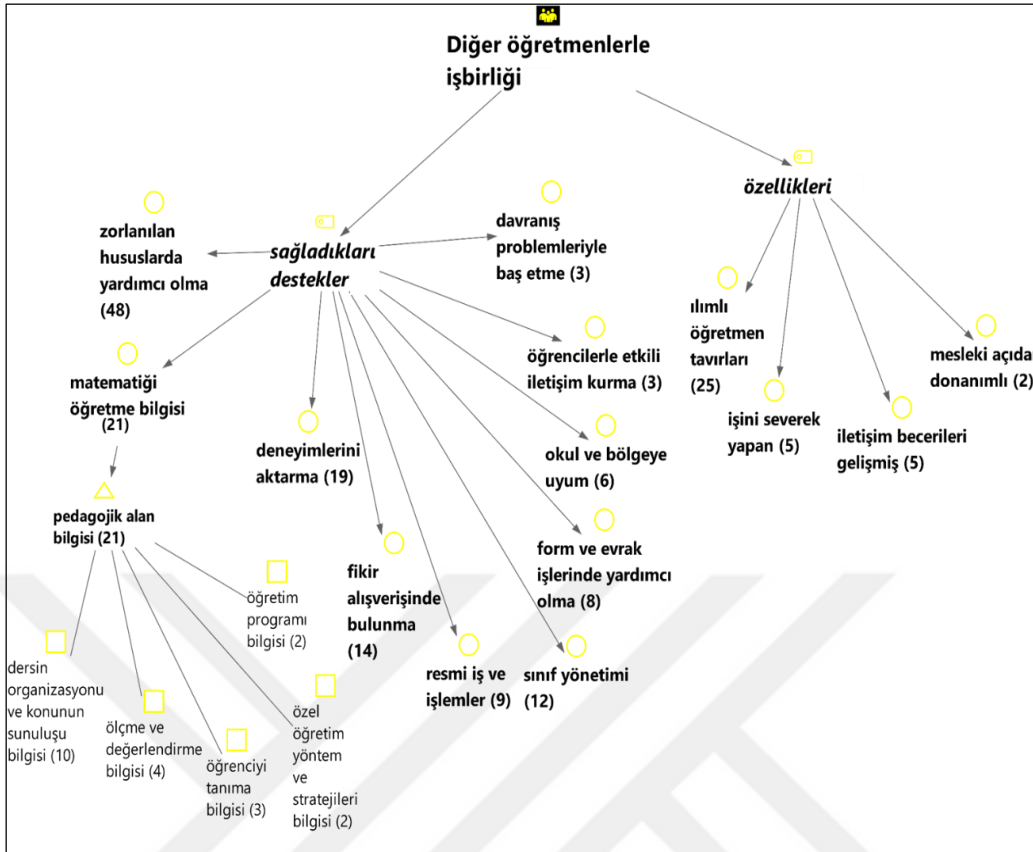 Diğer öğretmenlerle
işbirliği
özellikleri
sağladıkları
destekler
zorlanılan
hususlarda
yardımcı olma
(48)
davranış
problemleriyle
baş etme (3)
matematiği
öğretme bilgisi
(21)
öğrencilerle etkili
iletişim kurma (3)
ılımlı
öğretmen
tavırları
(25)
mesleki açıda
donanımlı (2)
deneyimlerini
aktarma (19)
okul ve bölgeye
uyum (6)
işini severek
yapan (5)
iletişim becerileri
gelişmiş (5)
pedagojik alan
bilgisi (21)
fikir
alışverişinde
bulunma
(14)
form ve evrak
işlerinde yardımcı
olma (8)
öğretim
programı
bilgisi (2)
resmi iş ve
işlemler (9)
sınıf yönetimi
(12)
dersin
organizasyonu
ve konunun
sunuluşu
bilgisi (10)
ölçme ve
değerlendirme
bilgisi (4)
öğrenciyi
tanıma
bilgisi (3)
özel
öğretim
yöntem
ve
stratejileri
bilgisi (2)